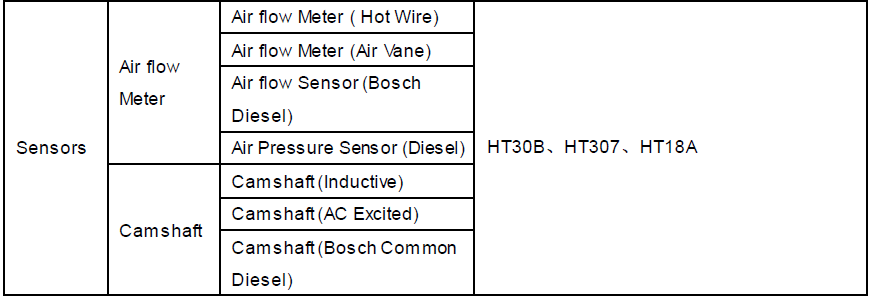 Sensors
Air flow
Meter
Air flow Meter ( Hot Wire)
Air flow Meter (Air Vane)
Air flow Sensor (Bosch
Diesel)
Air Pressure Sensor (Diesel)
Camshaft
Camshaft (Inductive)
Camshaft (AC Excited)
Camshaft (Bosch Common
Diesel)
HT30B、HT307、HT18A